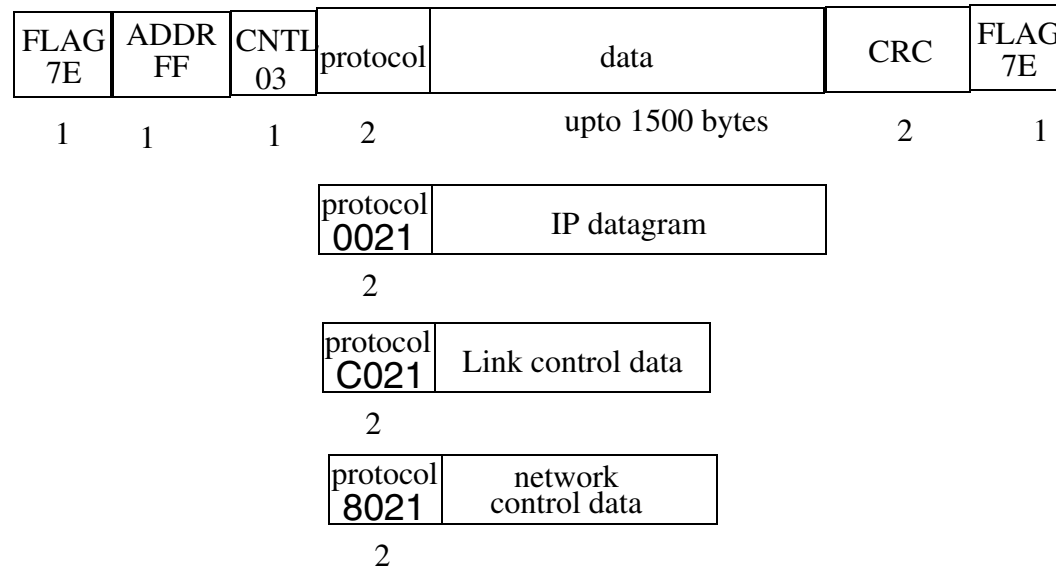 FLAG 7E ADDR FF CNTL 03 protocol data CRC FLAG 7E
1 1 1 2 upto 1500 bytes 2 1
protocol 0021 IP datagram
2
protocol C021 Link control data
2
protocol 8021 network control data
2